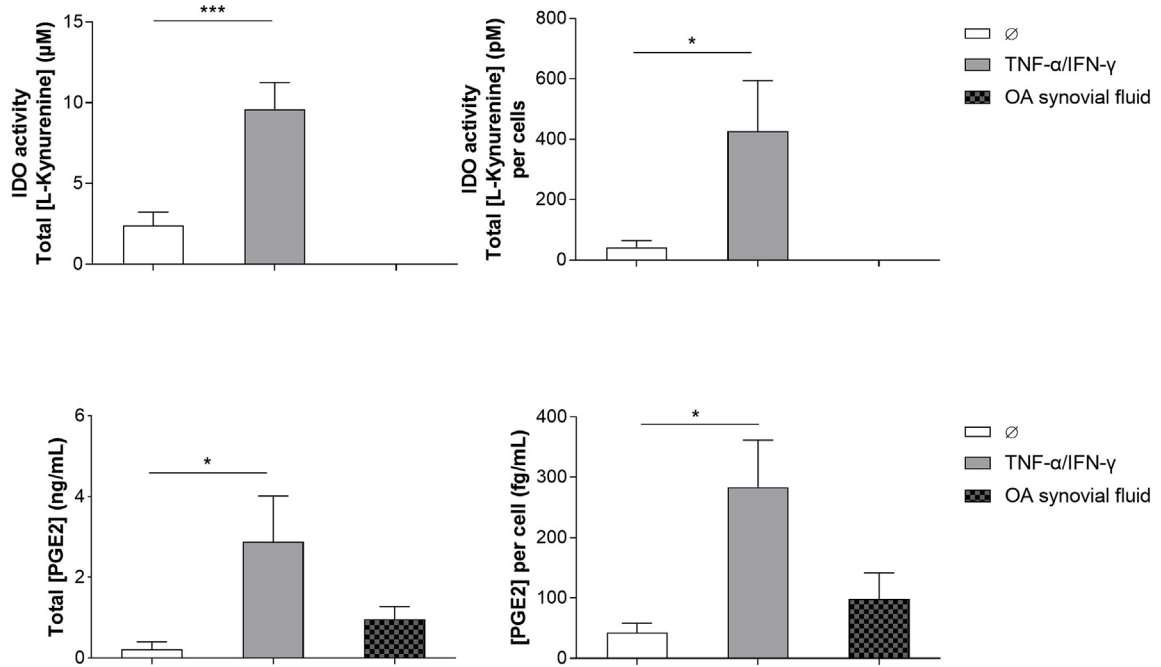 IDO activity
Total [L-Kynurenine] (µM)
15
10
5
0
***
IDO activity
Total [L-Kynurenine] (pM)
per cells
800
600
400
200
0
*
∅
TNF-α/IFN-γ
OA synovial fluid
Total [PGE2] (ng/mL)
6
4
2
0
*
[PGE2] per cell (fg/mL)
400
300
200
100
0
*
∅
TNF-α/IFN-γ
OA synovial fluid